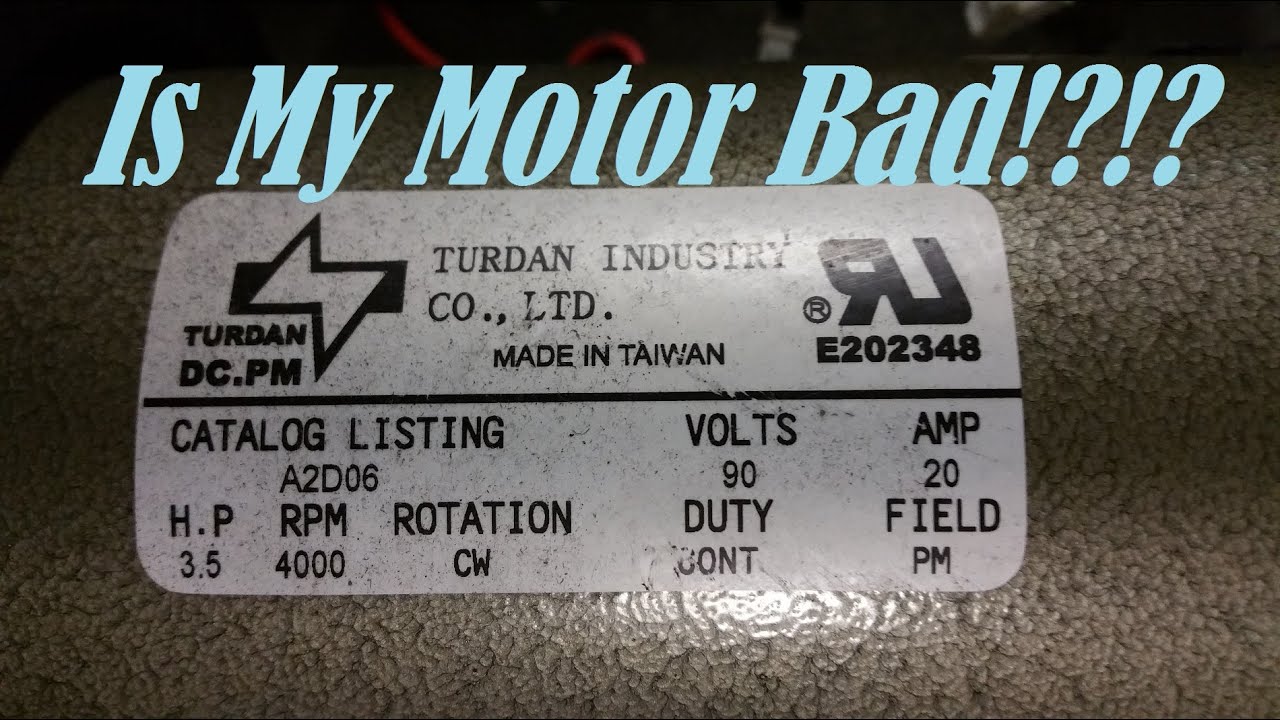 Is My Motor Bad!?!?
TURDAN INDUSTRY
CO., LTD.
MADE IN TAIWAN
TURDAN
DC.PM
®
E202348
CATALOG LISTING VOLTS AMP
A2D06 90 20
H.P RPM ROTATION DUTY FIELD
3.5 4000 CW CONT PM